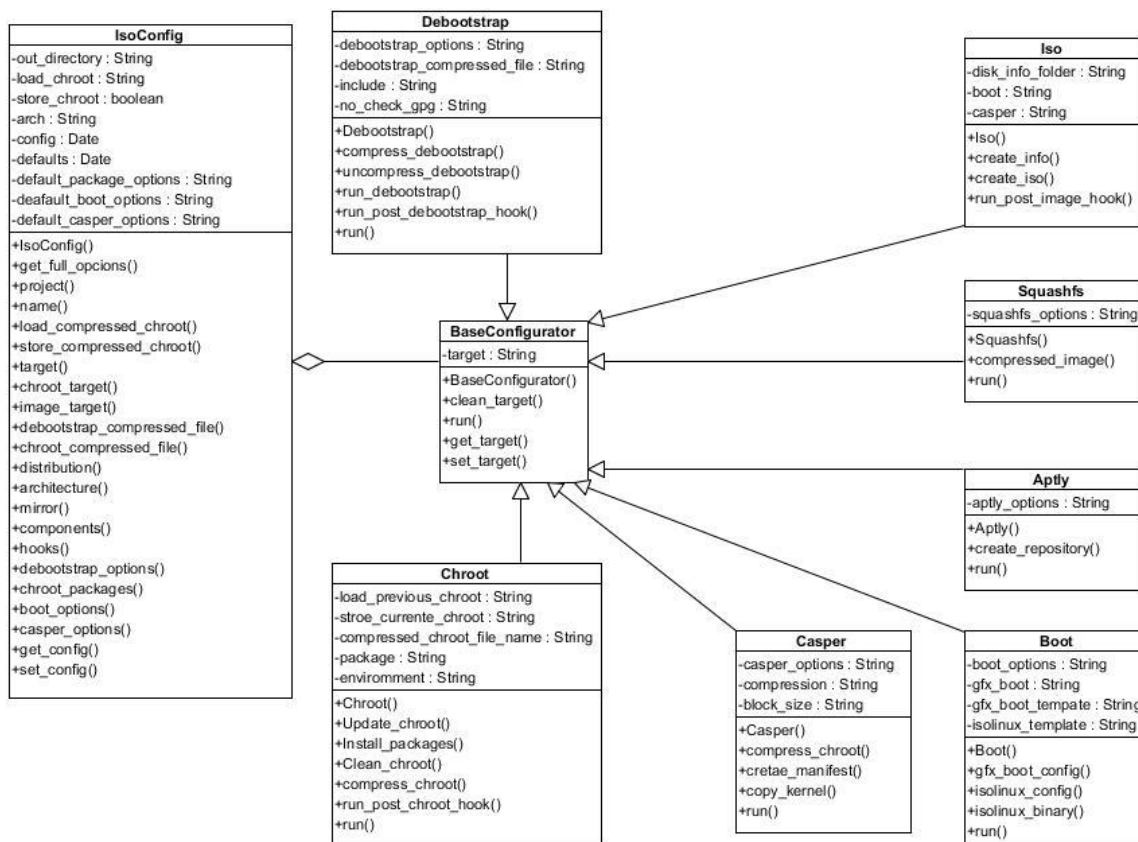 IsoConfig
-out_directory : String
-load_chroot : String
-store_chroot : boolean
-arch : String
-config : Date
-defaults : Date
-default_package_options : String
-deafault_boot_options : String
-default_casper_options : String
+IsoConfig()
+get_full_opcions()
+project()
+name()
+load_compressed_chroot()
+store_compressed_chroot()
+target()
+chroot_target()
+image_target()
+debootstrap_compressed_file()
+chroot_compressed_file()
+distribution()
+architecture()
+mirror()
+components()
+hooks()
+debootstrap_options()
+chroot_packages()
+boot_options()
+casper_options()
+get_config()
+set_config()
Debootstrap
-debootstrap_options : String
-debootstrap_compressed_file : String
-include : String
-no_check_gpg : String
+Debootstrap()
+compress_debootstrap()
+uncompress_debootstrap()
+run_debootstrap()
+run_post_debootstrap_hook()
+run()
Iso
-disk_info_folder : String
-boot : String
-casper : String
+Iso()
+create_info()
+create_iso()
+run_post_image_hook()
BaseConfigurator
-target : String
+BaseConfigurator()
+clean_target()
+run()
+get_target()
+set_target()
Squashfs
-squashfs_options : String
+Squashfs()
+compressed_image()
+run()
Aptly
-aptly_options : String
+Aptly()
+create_repository()
+run()
Chroot
-load_previous_chroot : String
-stroe_currente_chroot : String
-compressed_chroot_file_name : String
-package : String
-enviromment : String
+Chroot()
+Update_chroot()
+Install_packages()
+Clean_chroot()
+compress_chroot()
+run_post_chroot_hook()
+run()
Casper
-casper_options : String
-compression : String
-block_size : String
+Casper()
+compress_chroot()
+cretae_manifest()
+copy_kernel()
+run()
Boot
-boot_options : String
-gfx_boot : String
-gfx_boot_tempate : String
-isolinux_template : String
+Boot()
+gfx_boot_config()
+isolinux_config()
+isolinux_binary()
+run()